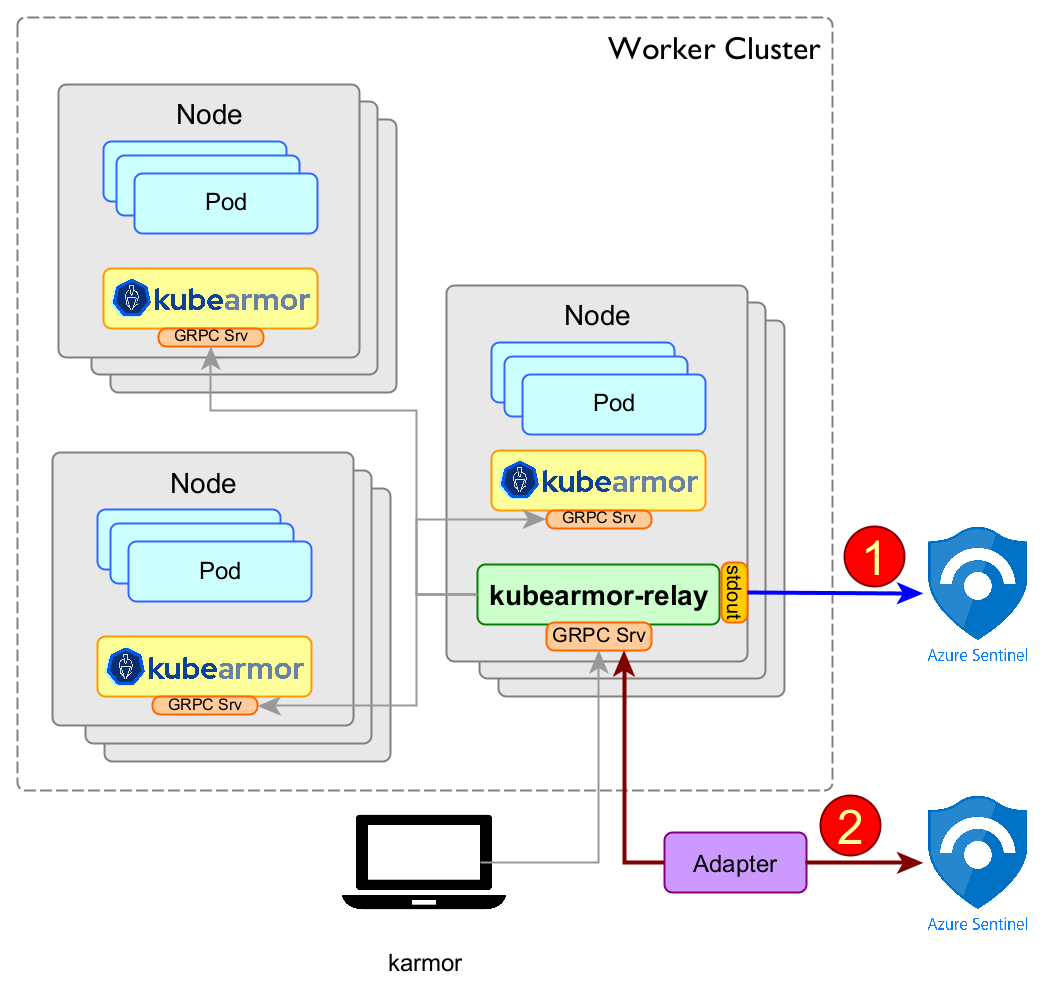 Worker Cluster
Node
Pod
kubearmor
GRPC Srv
Node
Pod
kubearmor
GRPC Srv
kubearmor-relay
stdout
GRPC Srv
Node
Pod
kubearmor
GRPC Srv
1
Azure Sentinel
2
Adapter
Azure Sentinel
karmor